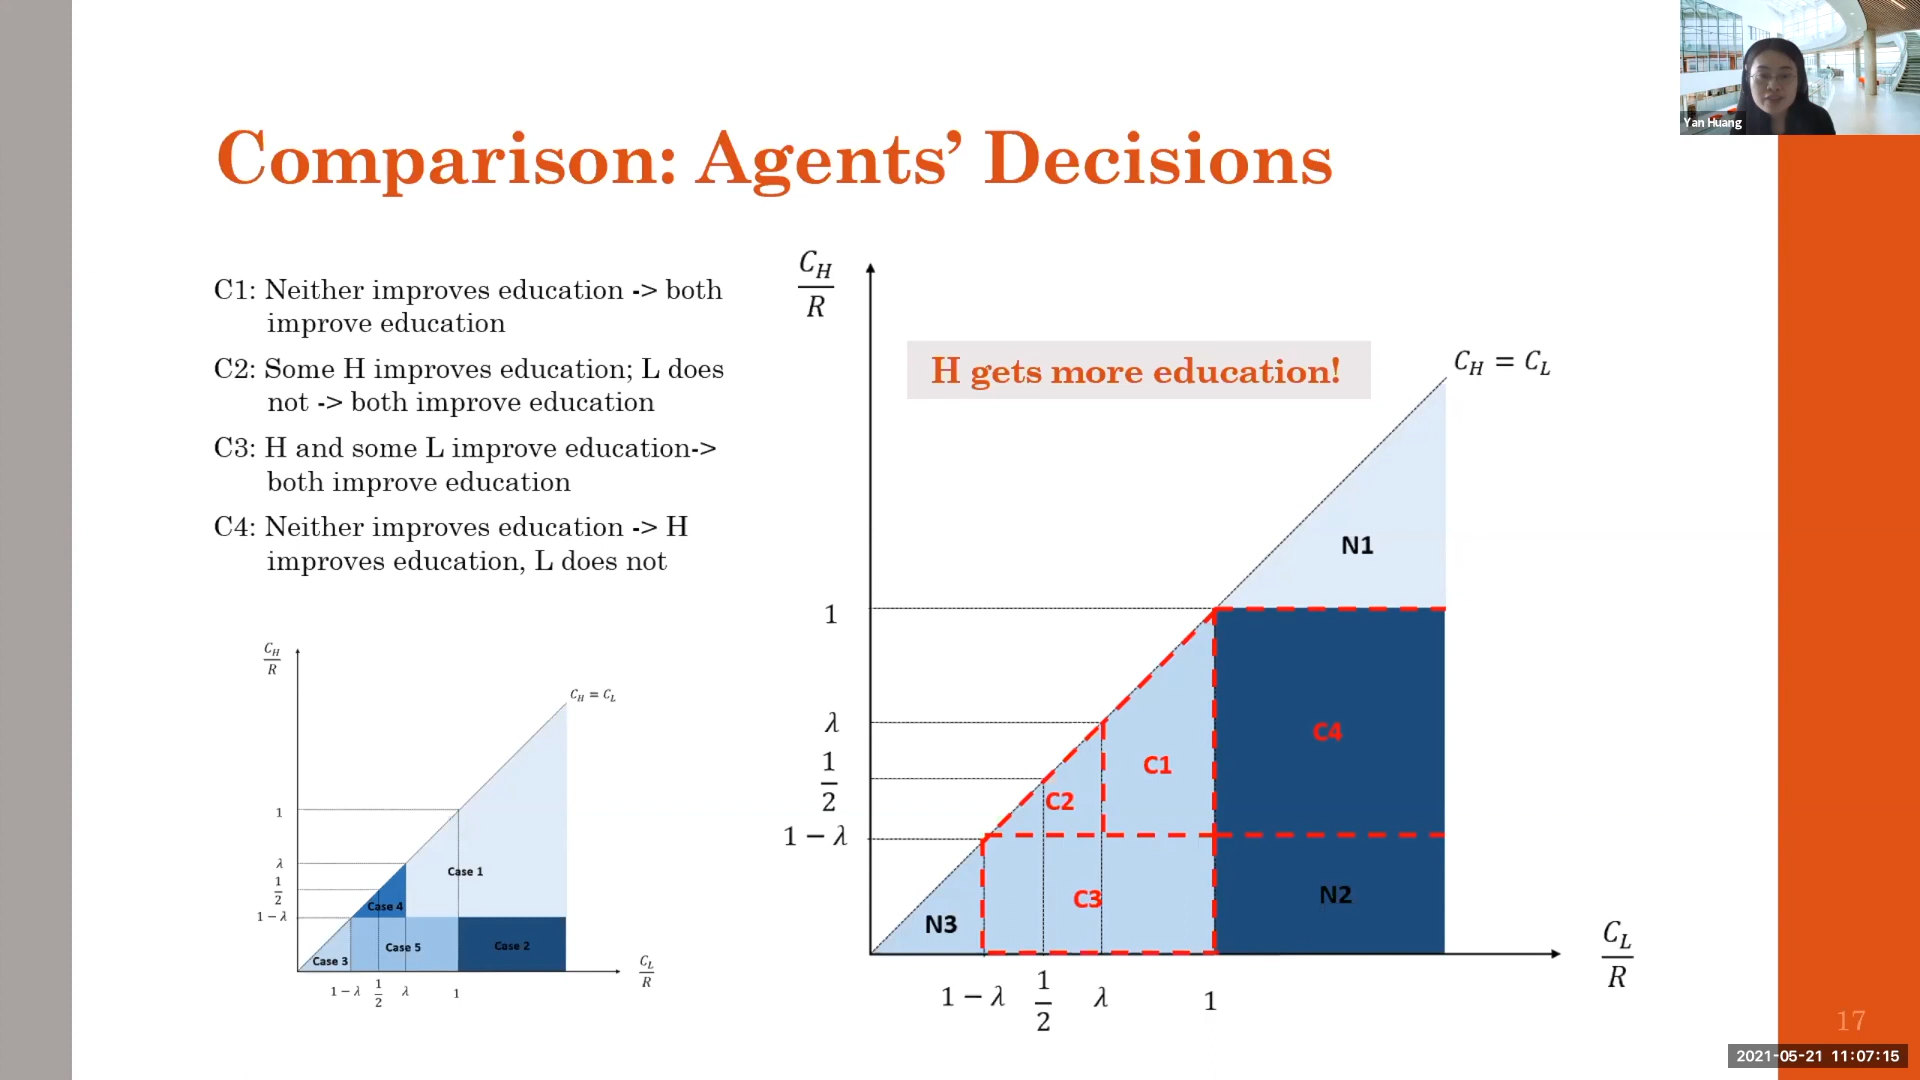 Yan Huang
Comparison: Agents’ Decisions
C1: Neither improves education -> both
improve education
C2: Some H improves education; L does
not -> both improve education
C3: H and some L improve education->
both improve education
C4: Neither improves education -> H
improves education, L does not
C_H
R
C_H = C_L
1
λ
1
2
1 − λ
Case 1
Case 4
Case 5
Case 2
Case 3
1 − λ
1
2
λ
1
C_L
R
C_H
R
H gets more education!
C_H = C_L
N1
1
λ
1
2
1 − λ
C4
C1
C2
C3
N2
N3
1 − λ
1
2
λ
1
C_L
R
17
2021-05-21 11:07:15